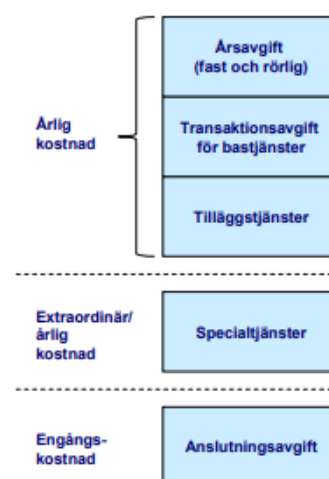 Årsavgift
(fast och rörlig)
Årlig
kostnad
Transaktionsavgift
för bastjänster
Tilläggstjänster
Extraordinär/
årlig
kostnad
Specialtjänster
Engångs-
kostnad
Anslutningsavgift